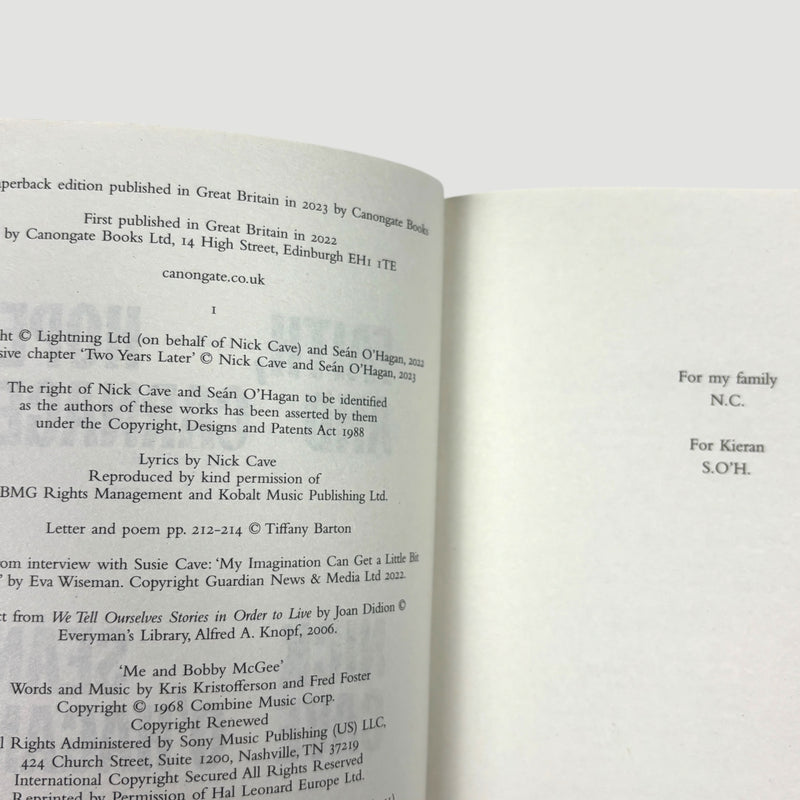 perback edition published in Great Britain in 2023 by Canongate Books
First published in Great Britain in 2022
by Canongate Books Ltd, 14 High Street, Edinburgh EH1 1TE
canongate.co.uk
1
ht © Lightning Ltd (on behalf of Nick Cave) and Seán O'Hagan, 2022
sive chapter 'Two Years Later' © Nick Cave and Seán O'Hagan, 2023
The right of Nick Cave and Seán O'Hagan to be identified
as the authors of these works has been asserted by them
under the Copyright, Designs and Patents Act 1988
Lyrics by Nick Cave
Reproduced by kind permission of
BMG Rights Management and Kobalt Music Publishing Ltd.
Letter and poem pp. 212–214 © Tiffany Barton
om interview with Susie Cave: 'My Imagination Can Get a Little Bit
' by Eva Wiseman. Copyright Guardian News & Media Ltd 2022.
ct from We Tell Ourselves Stories in Order to Live by Joan Didion ©
Everyman's Library, Alfred A. Knopf, 2006.
'Me and Bobby McGee'
Words and Music by Kris Kristofferson and Fred Foster
Copyright © 1968 Combine Music Corp.
Copyright Renewed
l Rights Administered by Sony Music Publishing (US) LLC,
424 Church Street, Suite 1200, Nashville, TN 37219
International Copyright Secured All Rights Reserved
Reprinted by Permission of Hal Leonard Europe Ltd.
For my family
N.C.
For Kieran
S.O'H.